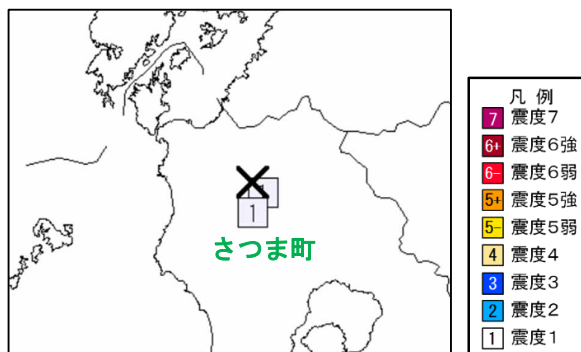 1
1
さつま町
凡 例
7 震度7
6+ 震度6強
6- 震度6弱
5+ 震度5強
5- 震度5弱
4 震度4
3 震度3
2 震度2
1 震度1